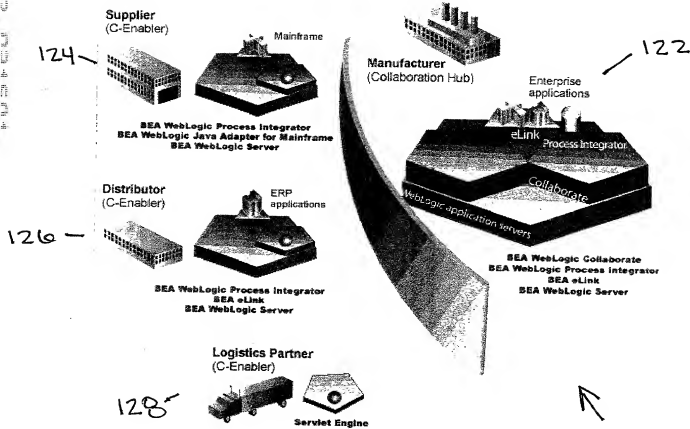 Supplier
(C-Enabler)
124
Mainframe
BEA WebLogic Process Integrator
BEA WebLogic Java Adapter for Mainframe
BEA WebLogic Server
Manufacturer
(Collaboration Hub)
122
Enterprise
applications
eLink
Process Integrator
Collaborate
WebLogic application servers
BEA WebLogic Collaborate
BEA WebLogic Process Integrator
BEA eLink
BEA WebLogic Server
Distributor
(C-Enabler)
126
ERP
applications
BEA WebLogic Process Integrator
BEA eLink
BEA WebLogic Server
Logistics Partner
(C-Enabler)
128
Servlet Engine